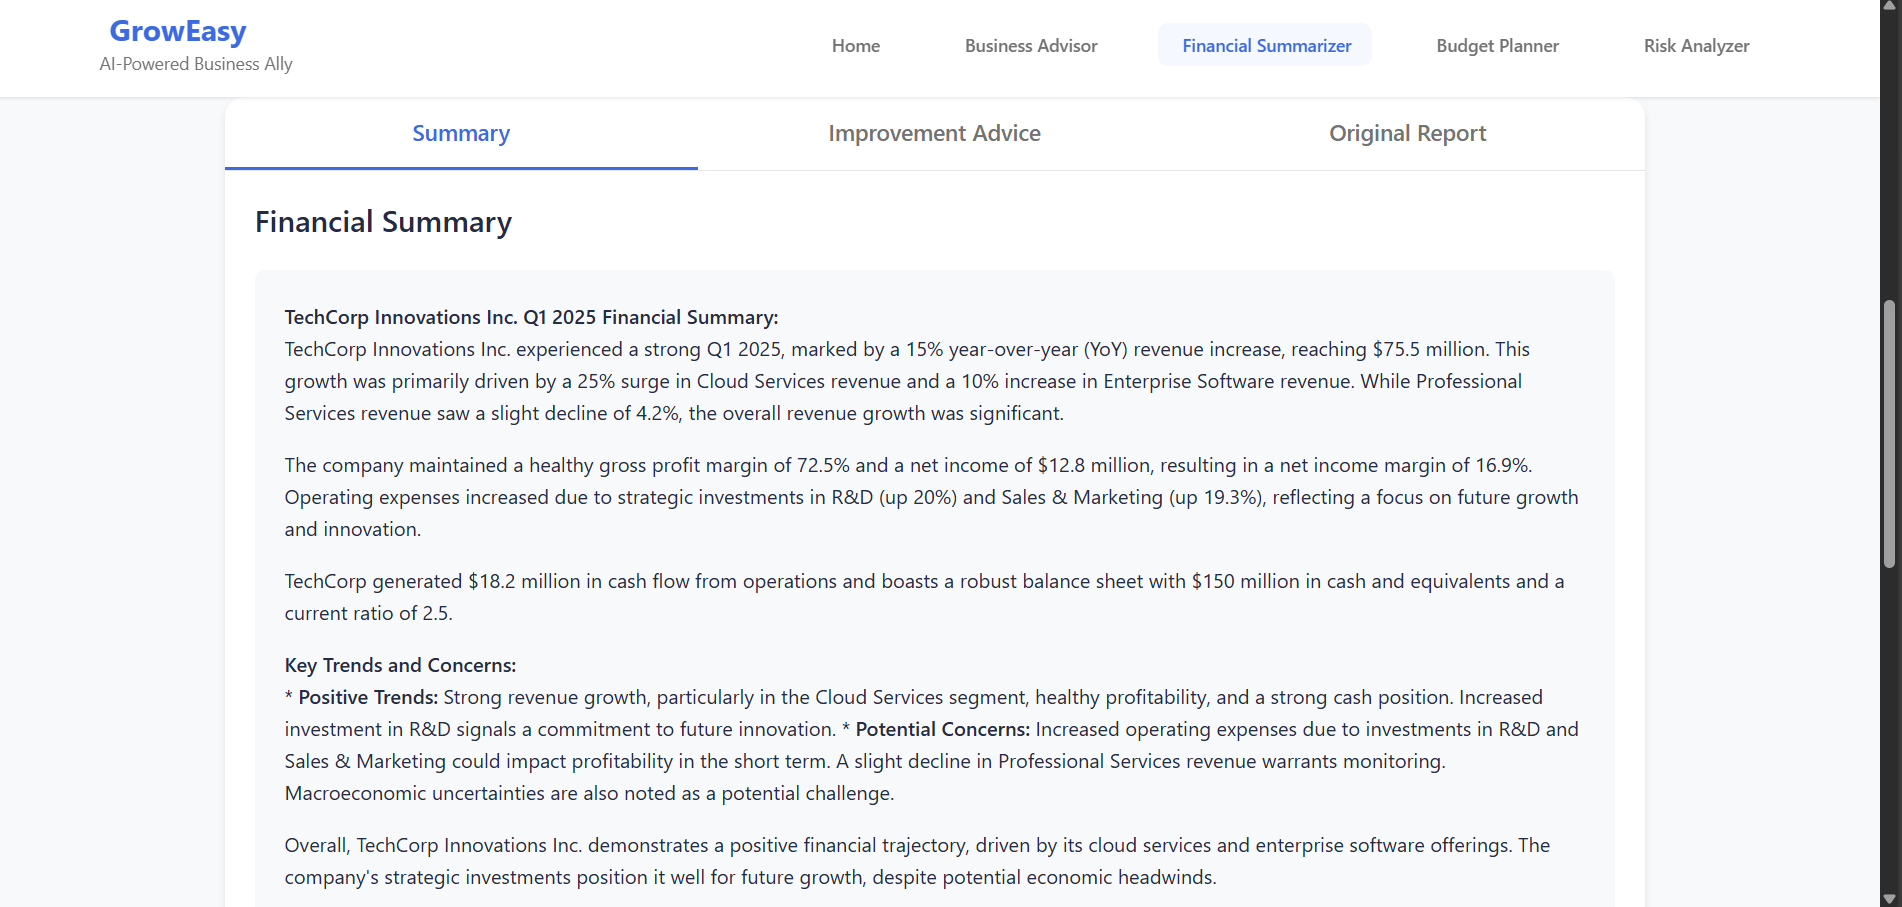 GrowEasy
AI-Powered Business Ally
Home
Business Advisor
Financial Summarizer
Budget Planner
Risk Analyzer
Summary
Improvement Advice
Original Report
Financial Summary
TechCorp Innovations Inc. Q1 2025 Financial Summary:
TechCorp Innovations Inc. experienced a strong Q1 2025, marked by a 15% year-over-year (YoY) revenue increase, reaching $75.5 million. This
growth was primarily driven by a 25% surge in Cloud Services revenue and a 10% increase in Enterprise Software revenue. While Professional
Services revenue saw a slight decline of 4.2%, the overall revenue growth was significant.
The company maintained a healthy gross profit margin of 72.5% and a net income of $12.8 million, resulting in a net income margin of 16.9%.
Operating expenses increased due to strategic investments in R&D (up 20%) and Sales & Marketing (up 19.3%), reflecting a focus on future growth
and innovation.
TechCorp generated $18.2 million in cash flow from operations and boasts a robust balance sheet with $150 million in cash and equivalents and a
current ratio of 2.5.
Key Trends and Concerns:
* Positive Trends: Strong revenue growth, particularly in the Cloud Services segment, healthy profitability, and a strong cash position. Increased
investment in R&D signals a commitment to future innovation. * Potential Concerns: Increased operating expenses due to investments in R&D and
Sales & Marketing could impact profitability in the short term. A slight decline in Professional Services revenue warrants monitoring.
Macroeconomic uncertainties are also noted as a potential challenge.
Overall, TechCorp Innovations Inc. demonstrates a positive financial trajectory, driven by its cloud services and enterprise software offerings. The
company's strategic investments position it well for future growth, despite potential economic headwinds.